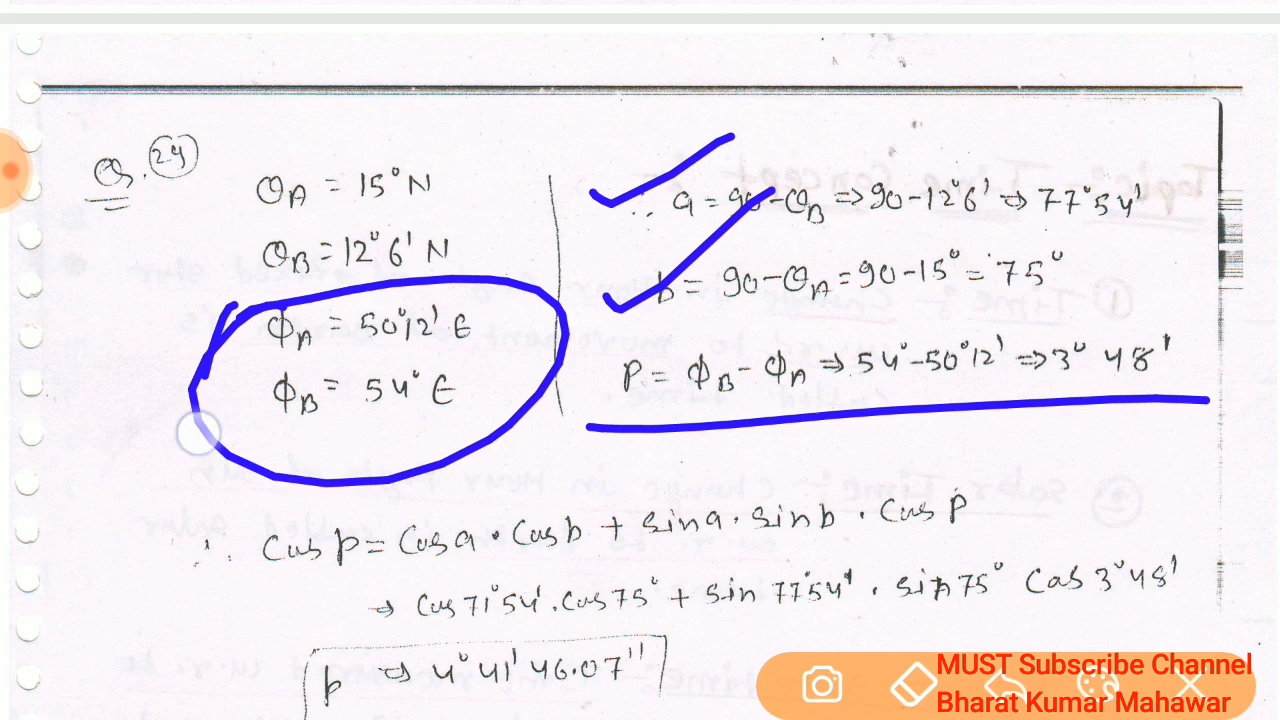 Q. 24
θA = 15° N
θB = 12° 6' N
ϕA = 50°12' E
ϕB = 54° E
∴ a = 90 - θB ⇒ 90 - 12°6' ⇒ 77°54'
b = 90 - θA = 90 - 15° = 75°
P = ϕB - ϕA ⇒ 54° - 50°12' ⇒ 3° 48'
∴ Cos p = Cos a . Cos b + sin a . sin b . Cos P
⇒ Cos 71°54' . Cos 75° + sin 77°54' . sin 75° Cos 3°48'
p ⇒ 4° 41' 46.07''
MUST Subscribe Channel
Bharat Kumar Mahawar